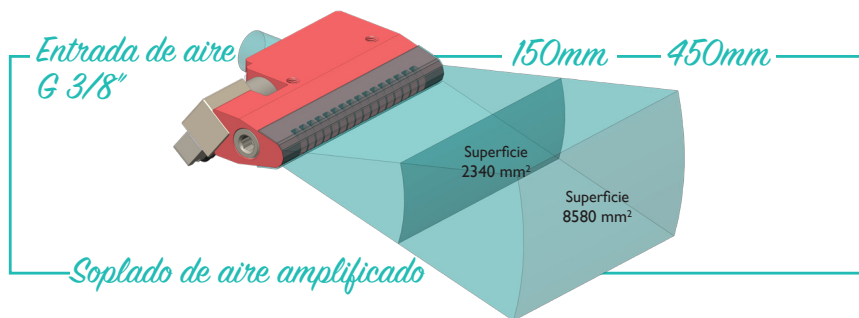 Entrada de aire
G 3/8"
150mm
450mm
Superficie
2340 mm²
Superficie
8580 mm²
Soplado de aire amplificado